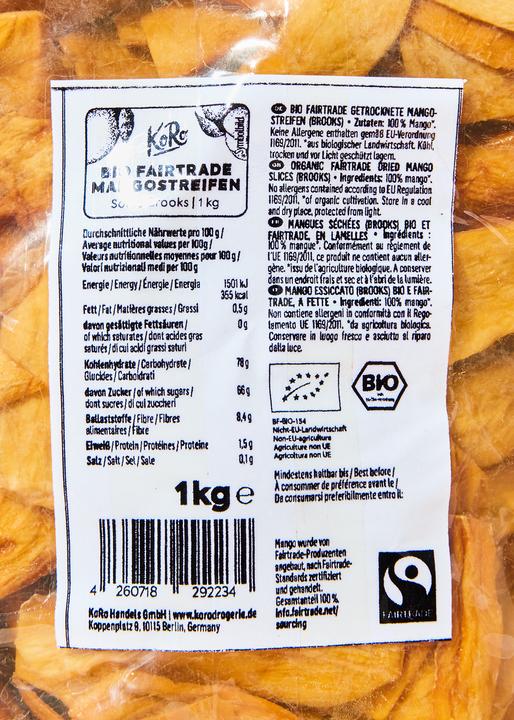 KoRo
Symbolbild
BIO FAIRTRADE
MANGOSTREIFEN
Brooks | 1 kg
Durchschnittliche Nährwerte pro 100 g /
Average nutritional values per 100g /
Valeurs nutritionnelles moyennes pour 100 g /
Valori nutrizionali medi per 100 g
Energie / Energy / Énergie / Energia 1501 kJ
355 kcal
Fett / Fat / Matières grasses / Grassi 0,5 g
davon gesättigte Fettsäuren / 0 g
of which saturates / dont acides gras
saturés / di cui acidi grassi saturi
Kohlenhydrate / Carbohydrate / 78 g
Glucides / Carboidrati
davon Zucker / of which sugars / 66 g
dont sucres / di cui zuccheri
Ballaststoffe / Fibre / Fibres 8,4 g
alimentaires / Fibre
Eiweiß / Protein / Protéines / Proteine 1,5 g
Salz / Salt / Sel / Sale 0,1 g
1 kg e
4 260718 292234
KoRo Handels GmbH | www.korodrogerie.de
Koppenplatz 9, 10115 Berlin, Germany
DE BIO FAIRTRADE GETROCKNETE MANGO-
STREIFEN (BROOKS) • Zutaten: 100 % Mango*.
Keine Allergene enthalten gemäß EU-Verordnung
1169/2011. *aus biologischer Landwirtschaft. Kühl,
trocken und vor Licht geschützt lagern.
ORGANIC FAIRTRADE DRIED MANGO
SLICES (BROOKS) • Ingredients: 100% mango*.
No allergens contained according to EU Regulation
1169/2011. *of organic cultivation. Store in a cool
and dry place, protected from light.
MANGUES SÉCHÉES (BROOKS) BIO ET
FAIRTRADE, EN LAMELLES • Ingrédients :
100 % mangue*. Conformément au règlement de
l'UE 1169/2011, ce produit ne contient aucun aller-
gène. *issu de l'agriculture biologique. A conserver
dans un endroit frais et sec et à l'abri de la lumière.
MANGO ESSICCATO (BROOKS) BIO E FAIR-
TRADE, A FETTE • Ingredienti: 100% mango*.
Non contiene allergeni in conformità con il Rego-
lamento UE 1169/2011. *da agricoltura biologica.
Conservare in luogo fresco e asciutto al riparo
dalla luce.
BIO
BF-BIO-154
Nicht-EU-Landwirtschaft
Non-EU-agriculture
Agriculture non UE
Agricoltura non UE
Mindestens haltbar bis / Best before /
À consommer de préférence avant le /
Da consumarsi preferibilmente entro il:
Mango wurde von
Fairtrade-Produzenten
angebaut, nach Fairtrade-
Standards zertifiziert
und gehandelt.
Gesamtanteil 100 %
info.fairtrade.net/
sourcing
FAIRTRADE